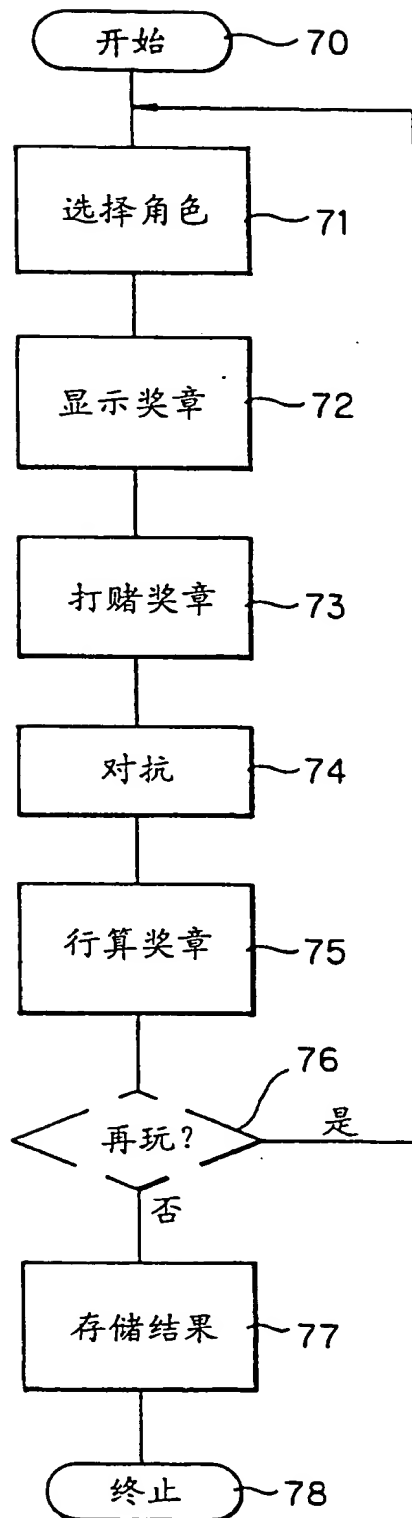 开始 70
选择角色 71
显示奖章 72
打赌奖章 73
对抗 74
行算奖章 75
76
再玩? 是
否
存储结果 77
终止 78